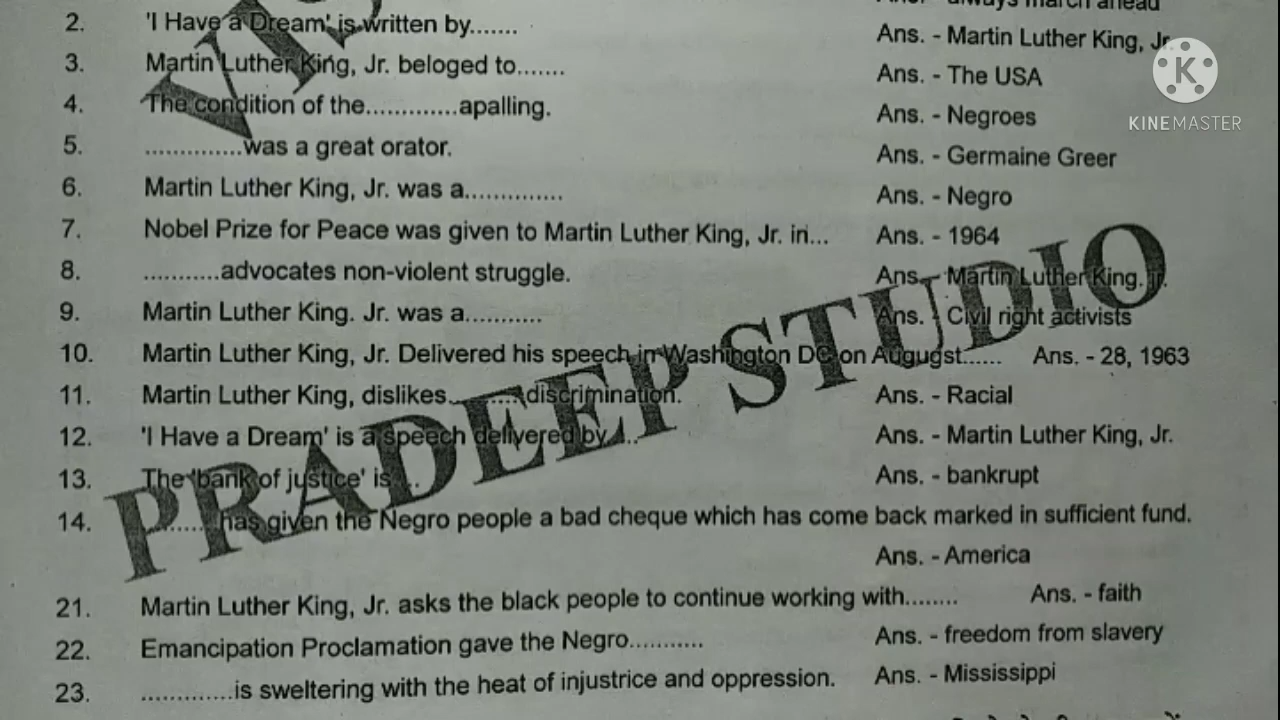 always march ahead
2. 'I Have a Dream' is written by....... Ans. - Martin Luther King, Jr.
3. Martin Luther King, Jr. beloged to....... Ans. - The USA
4. The condition of the.............apalling. Ans. - Negroes
5. ..............was a great orator. Ans. - Germaine Greer
6. Martin Luther King, Jr. was a.............. Ans. - Negro
7. Nobel Prize for Peace was given to Martin Luther King, Jr. in... Ans. - 1964
8. ...........advocates non-violent struggle. Ans. - Martin Luther King. jr.
9. Martin Luther King. Jr. was a........... Ans. - Civil right activists
10. Martin Luther King, Jr. Delivered his speech in Washington DC on Augugst...... Ans. - 28, 1963
11. Martin Luther King, dislikes...........discrimination. Ans. - Racial
12. 'I Have a Dream' is a speech delivered by..... Ans. - Martin Luther King, Jr.
13. The 'bank of justice' is.... Ans. - bankrupt
14. ..........has given the Negro people a bad cheque which has come back marked in sufficient fund.
Ans. - America
21. Martin Luther King, Jr. asks the black people to continue working with........ Ans. - faith
22. Emancipation Proclamation gave the Negro........... Ans. - freedom from slavery
23. .............is sweltering with the heat of injustrice and oppression. Ans. - Mississippi
PRADEEP STUDIO
K
KINEMASTER